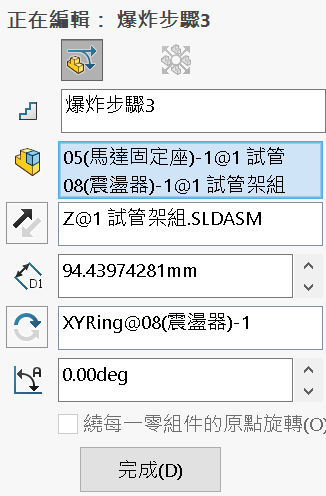 正在編輯： 爆炸步驟3
爆炸步驟3
05(馬達固定座)-1@1 試管
08(震盪器)-1@1 試管架組
Z@1 試管架組.SLDASM
D1
94.43974281mm
XYRing@08(震盪器)-1
A
0.00deg
繞每一零組件的原點旋轉(O)
完成(D)